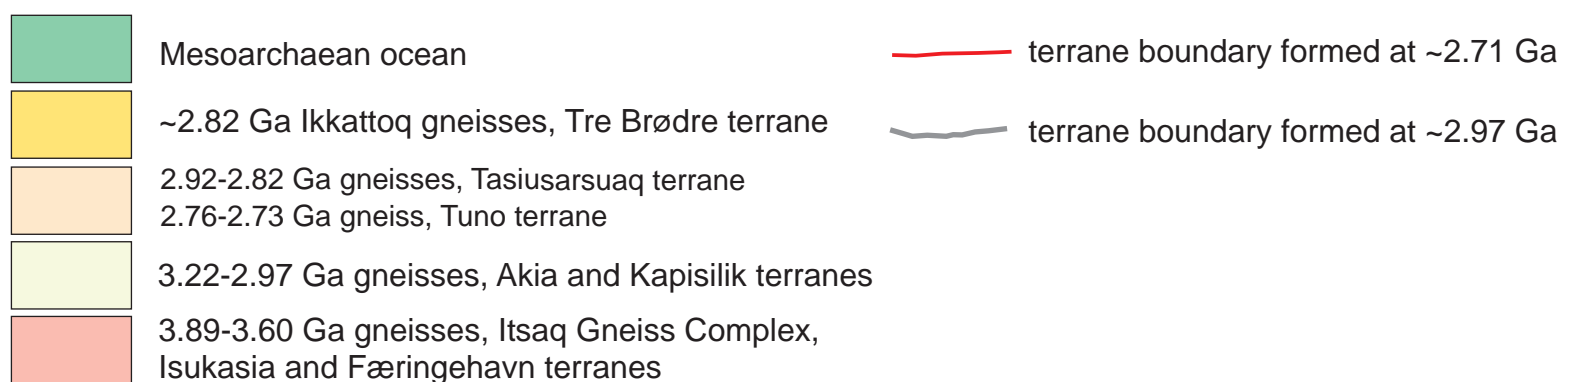 Mesoarchaean ocean
~2.82 Ga Ikkattoq gneisses, Tre Brødre terrane
2.92-2.82 Ga gneisses, Tasiusarsuaq terrane
2.76-2.73 Ga gneiss, Tuno terrane
3.22-2.97 Ga gneisses, Akia and Kapisilik terranes
3.89-3.60 Ga gneisses, Itsaq Gneiss Complex,
Isukasia and Færingehavn terranes
terrane boundary formed at ~2.71 Ga
terrane boundary formed at ~2.97 Ga